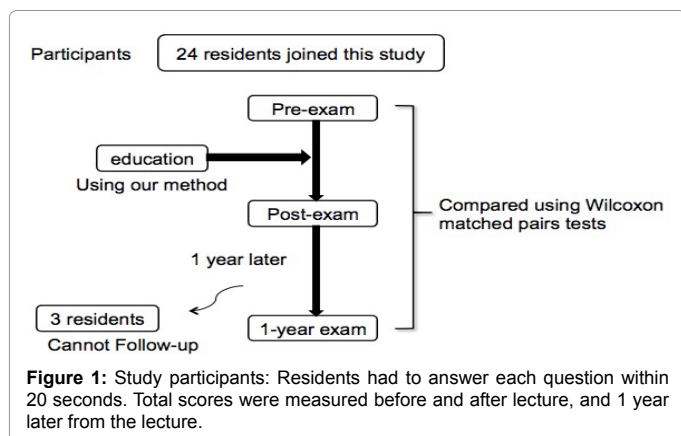 Participants 24 residents joined this study
Pre-exam
education
Using our method
Post-exam
Compared using Wilcoxon
matched pairs tests
1 year later
3 residents
Cannot Follow-up
1-year exam
Figure 1: Study participants: Residents had to answer each question within
20 seconds. Total scores were measured before and after lecture, and 1 year
later from the lecture.